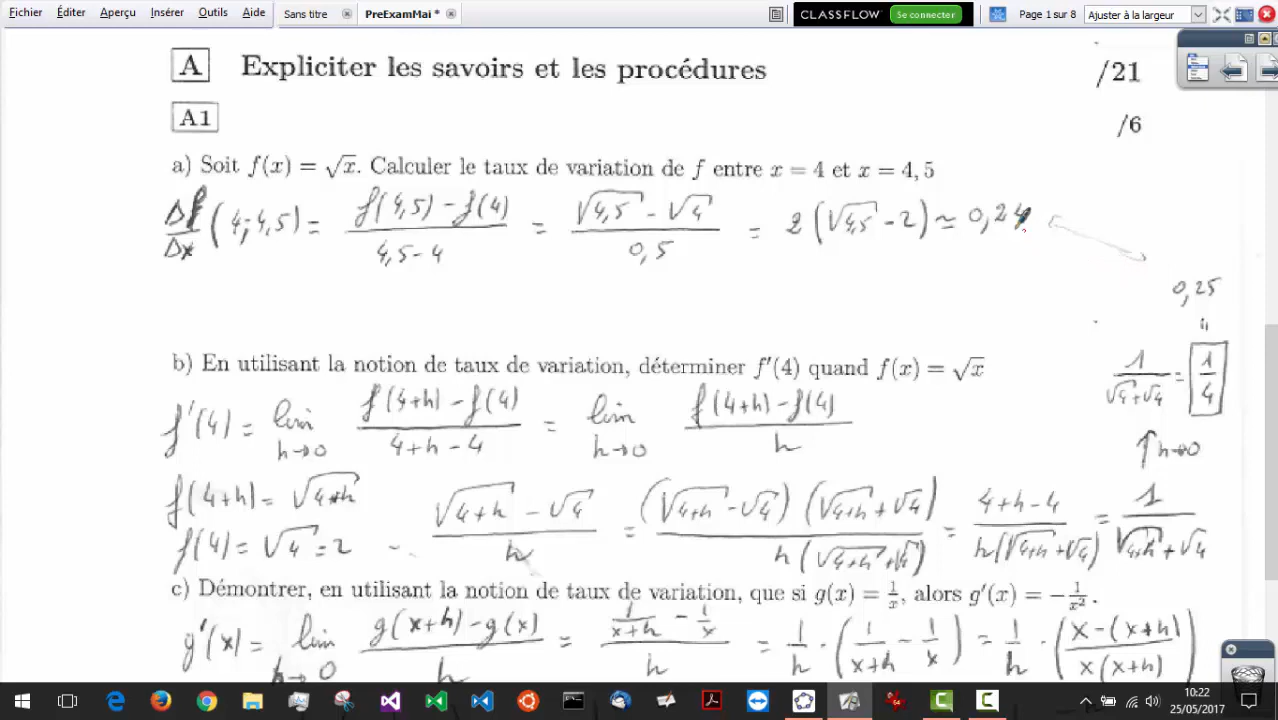 Fichier Éditer Aperçu Insérer Outils Aide Sans titre PreExamMai * CLASSFLOW Se connecter Page 1 sur 8 Ajuster à la largeur
A Expliciter les savoirs et les procédures /21
A1 /6
a) Soit f(x) = √x. Calculer le taux de variation de f entre x = 4 et x = 4, 5
Δf/Δx (4; 4,5) = (f(4,5) - f(4))/(4,5 - 4) = (√4,5 - √4)/0,5 = 2 (√4,5 - 2) ≈ 0,24
0,25
"
1/(√4+√4) = 1/4
↑ h→0
b) En utilisant la notion de taux de variation, déterminer f'(4) quand f(x) = √x
f'(4) = lim h→0 (f(4+h) - f(4))/(4+h-4) = lim h→0 (f(4+h) - f(4))/h
f(4+h) = √4+h
f(4) = √4 = 2
(√4+h - √4)/h = (√4+h - √4)(√4+h + √4)/(h(√4+h + √4)) = (4+h-4)/(h(√4+h + √4)) = 1/(√4+h + √4)
c) Démontrer, en utilisant la notion de taux de variation, que si g(x) = 1/x, alors g'(x) = -1/x².
g'(x) = lim h→0 (g(x+h) - g(x))/h = (1/(x+h) - 1/x)/h = 1/h · (1/(x+h) - 1/x) = 1/h · ((x-(x+h))/(x(x+h)))
10:22
25/05/2017